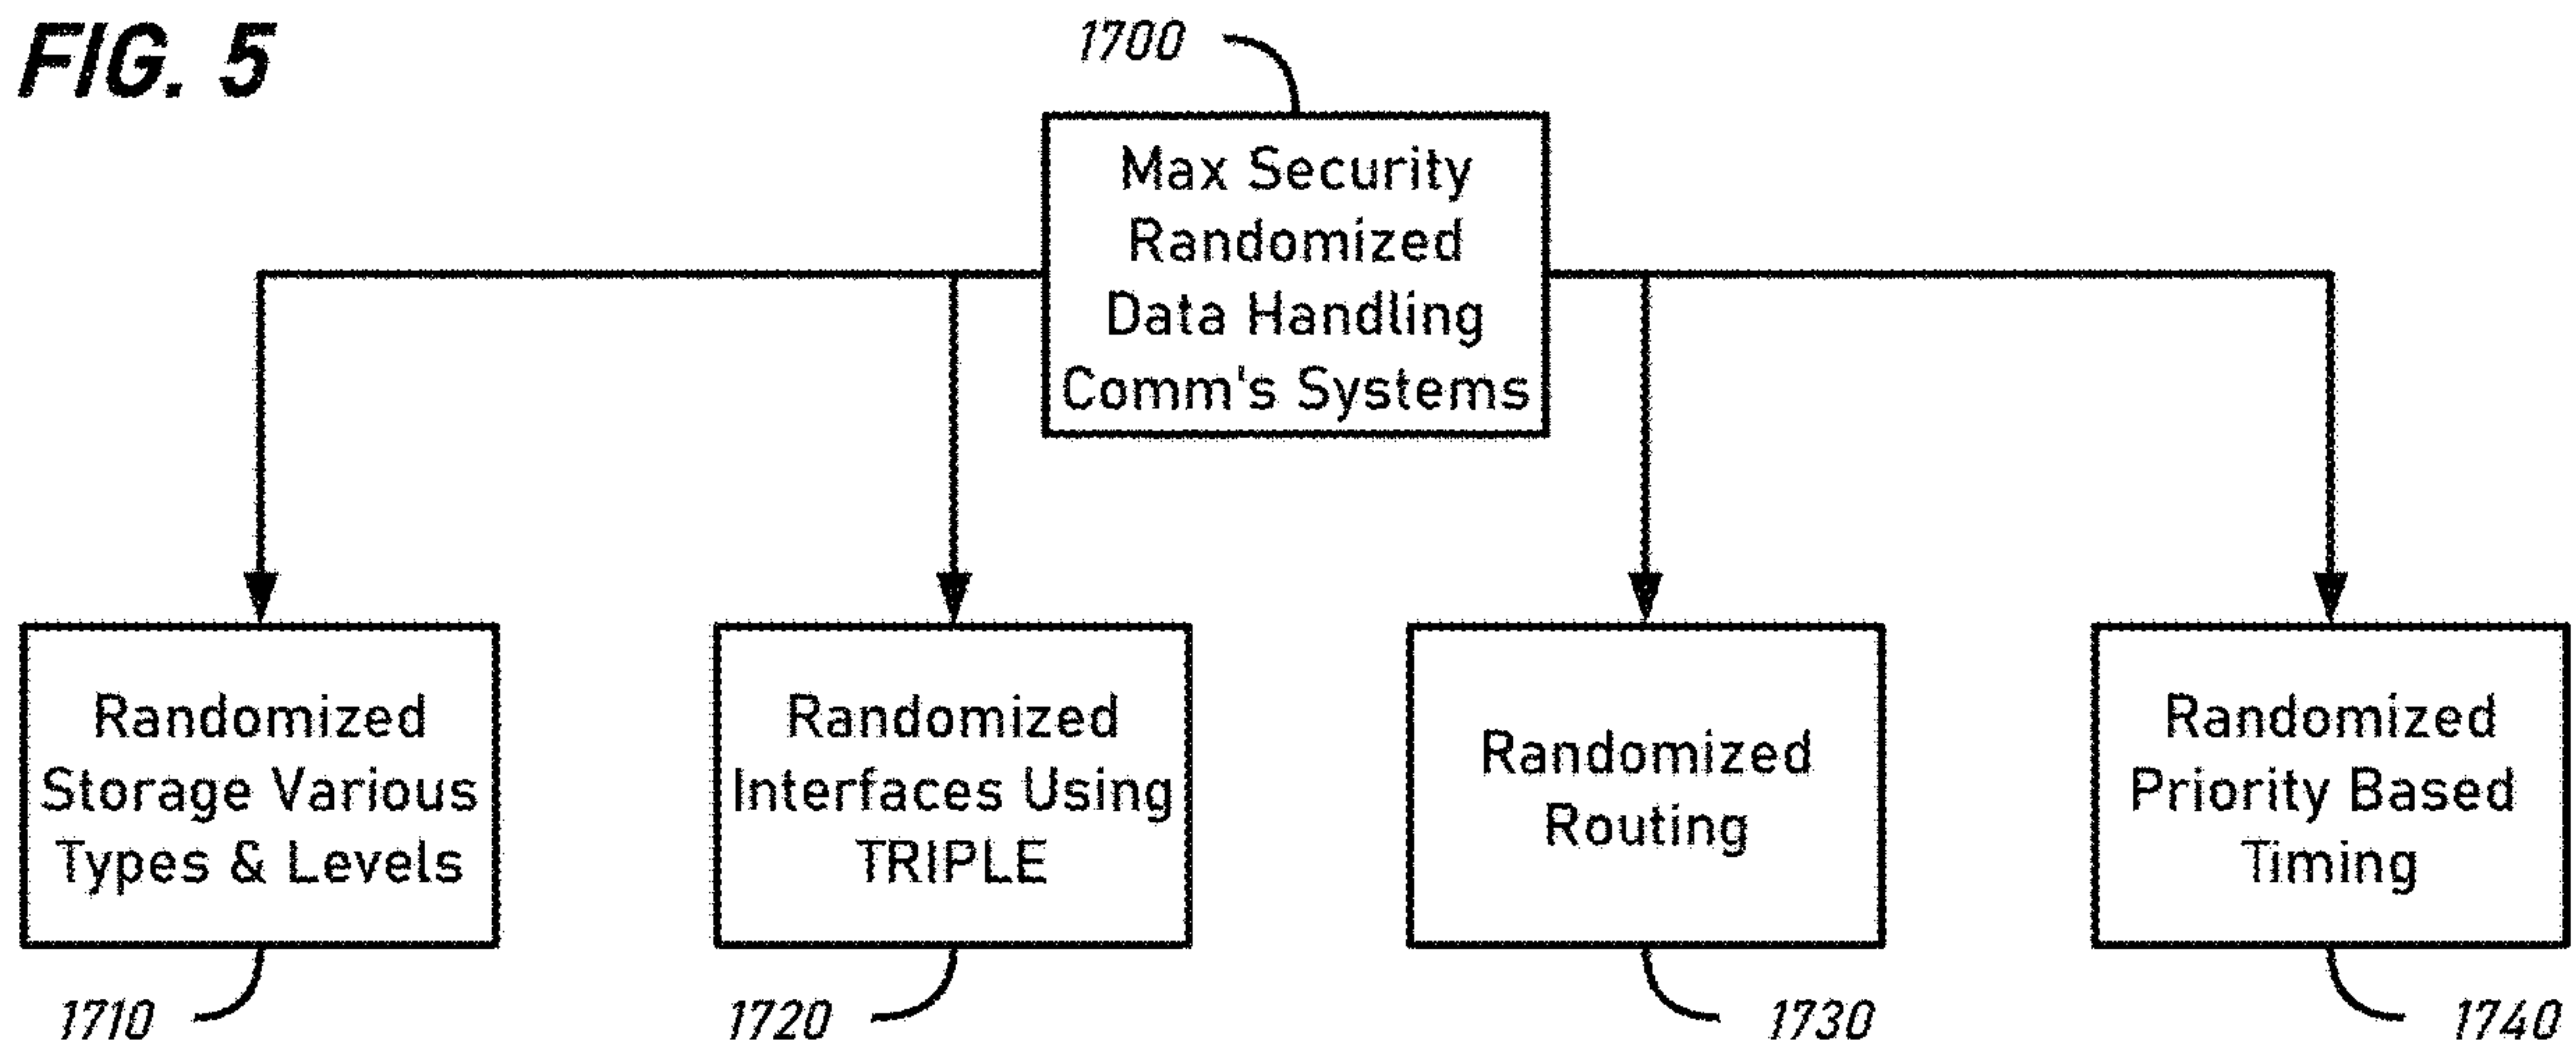 FIG. 5
1700
Max Security
Randomized
Data Handling
Comm's Systems
Randomized
Storage Various
Types & Levels
1710
Randomized
Interfaces Using
TRIPLE
1720
Randomized
Routing
1730
Randomized
Priority Based
Timing
1740